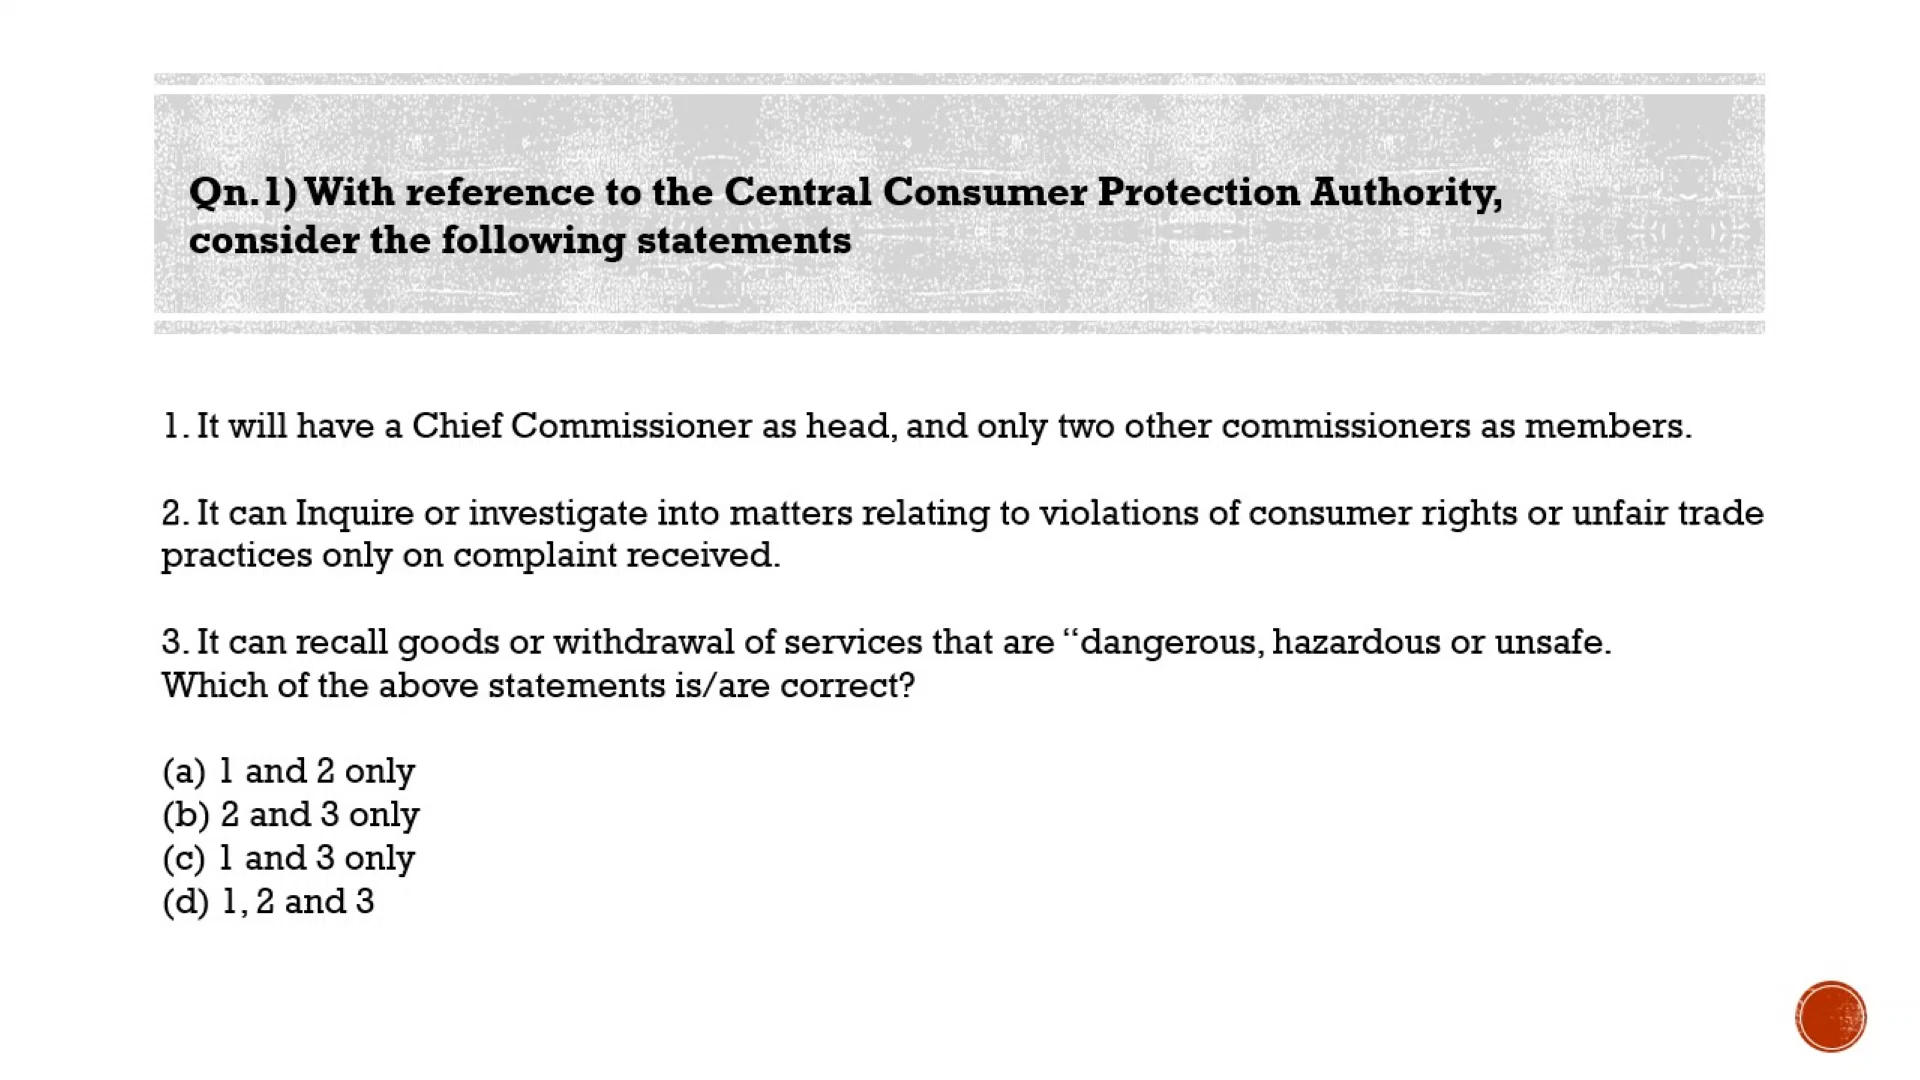 Qn.1) With reference to the Central Consumer Protection Authority,
consider the following statements
1. It will have a Chief Commissioner as head, and only two other commissioners as members.
2. It can Inquire or investigate into matters relating to violations of consumer rights or unfair trade
practices only on complaint received.
3. It can recall goods or withdrawal of services that are “dangerous, hazardous or unsafe.
Which of the above statements is/are correct?
(a) 1 and 2 only
(b) 2 and 3 only
(c) 1 and 3 only
(d) 1, 2 and 3